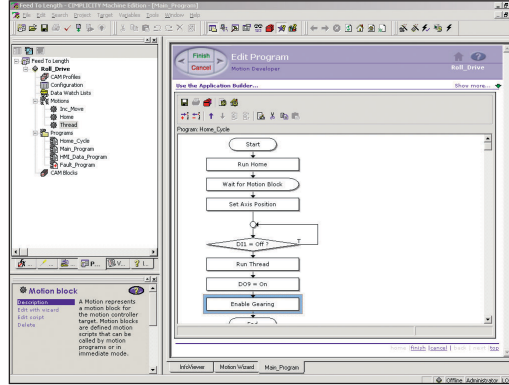 Feed To Length - CIMPLICITY Machine Edition - [Main_Program]
File Edit Search Project Target Variables Tools Window Help
Feed To Length
Roll_Drive
CAM Profiles
Configuration
Data Watch Lists
Motions
Inc_Move
Home
Thread
Programs
Home_Cycle
Main_Program
HMI_Data_Program
Fault_Program
CAM Blocks
Motion block
Description
Edit with wizard
Edit script
Delete
A Motion represents
a motion block for
the motion controller
target. Motion blocks
are defined motion
scripts that can be
called by motion
programs or in
immediate mode.
Finish
Cancel
Edit Program
Motion Developer
Roll_Drive
Use the Application Builder...
Show more...
Program: Home_Cycle
Start
Run Home
Wait for Motion Block
Set Axis Position
DI1 = Off ?
T
Run Thread
DO9 = On
Enable Gearing
End
home | finish | cancel | back | next | top
InfoViewer
Motion Wizard
Main_Program
Offline
Administrator
LO